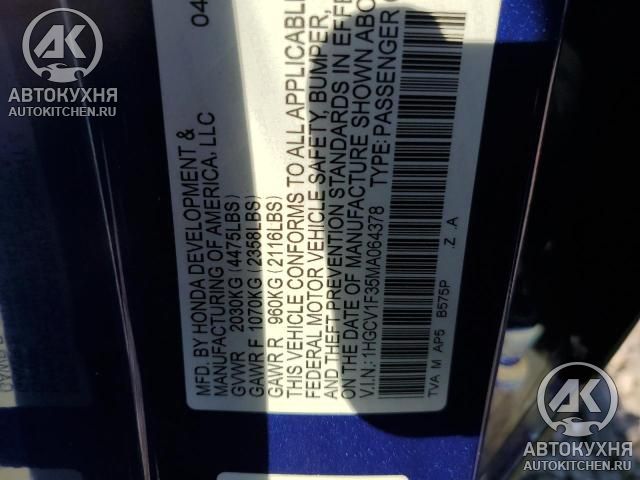 АВТОКУХНЯ
AUTOKITCHEN.RU
04
MFD. BY HONDA DEVELOPMENT &
MANUFACTURING OF AMERICA, LLC
GVWR 2030KG (4475LBS)
GAWR F 1070KG (2358LBS)
GAWR R 960KG (2116LBS)
THIS VEHICLE CONFORMS TO ALL APPLICABLE
FEDERAL MOTOR VEHICLE SAFETY, BUMPER,
AND THEFT PREVENTION STANDARDS IN EFFE
ON THE DATE OF MANUFACTURE SHOWN ABO
V.I.N.: 1HGCV1F35MA064378 TYPE: PASSENGER
TVA M AP5 B575P .Z .A
АВТОКУХНЯ
AUTOKITCHEN.RU